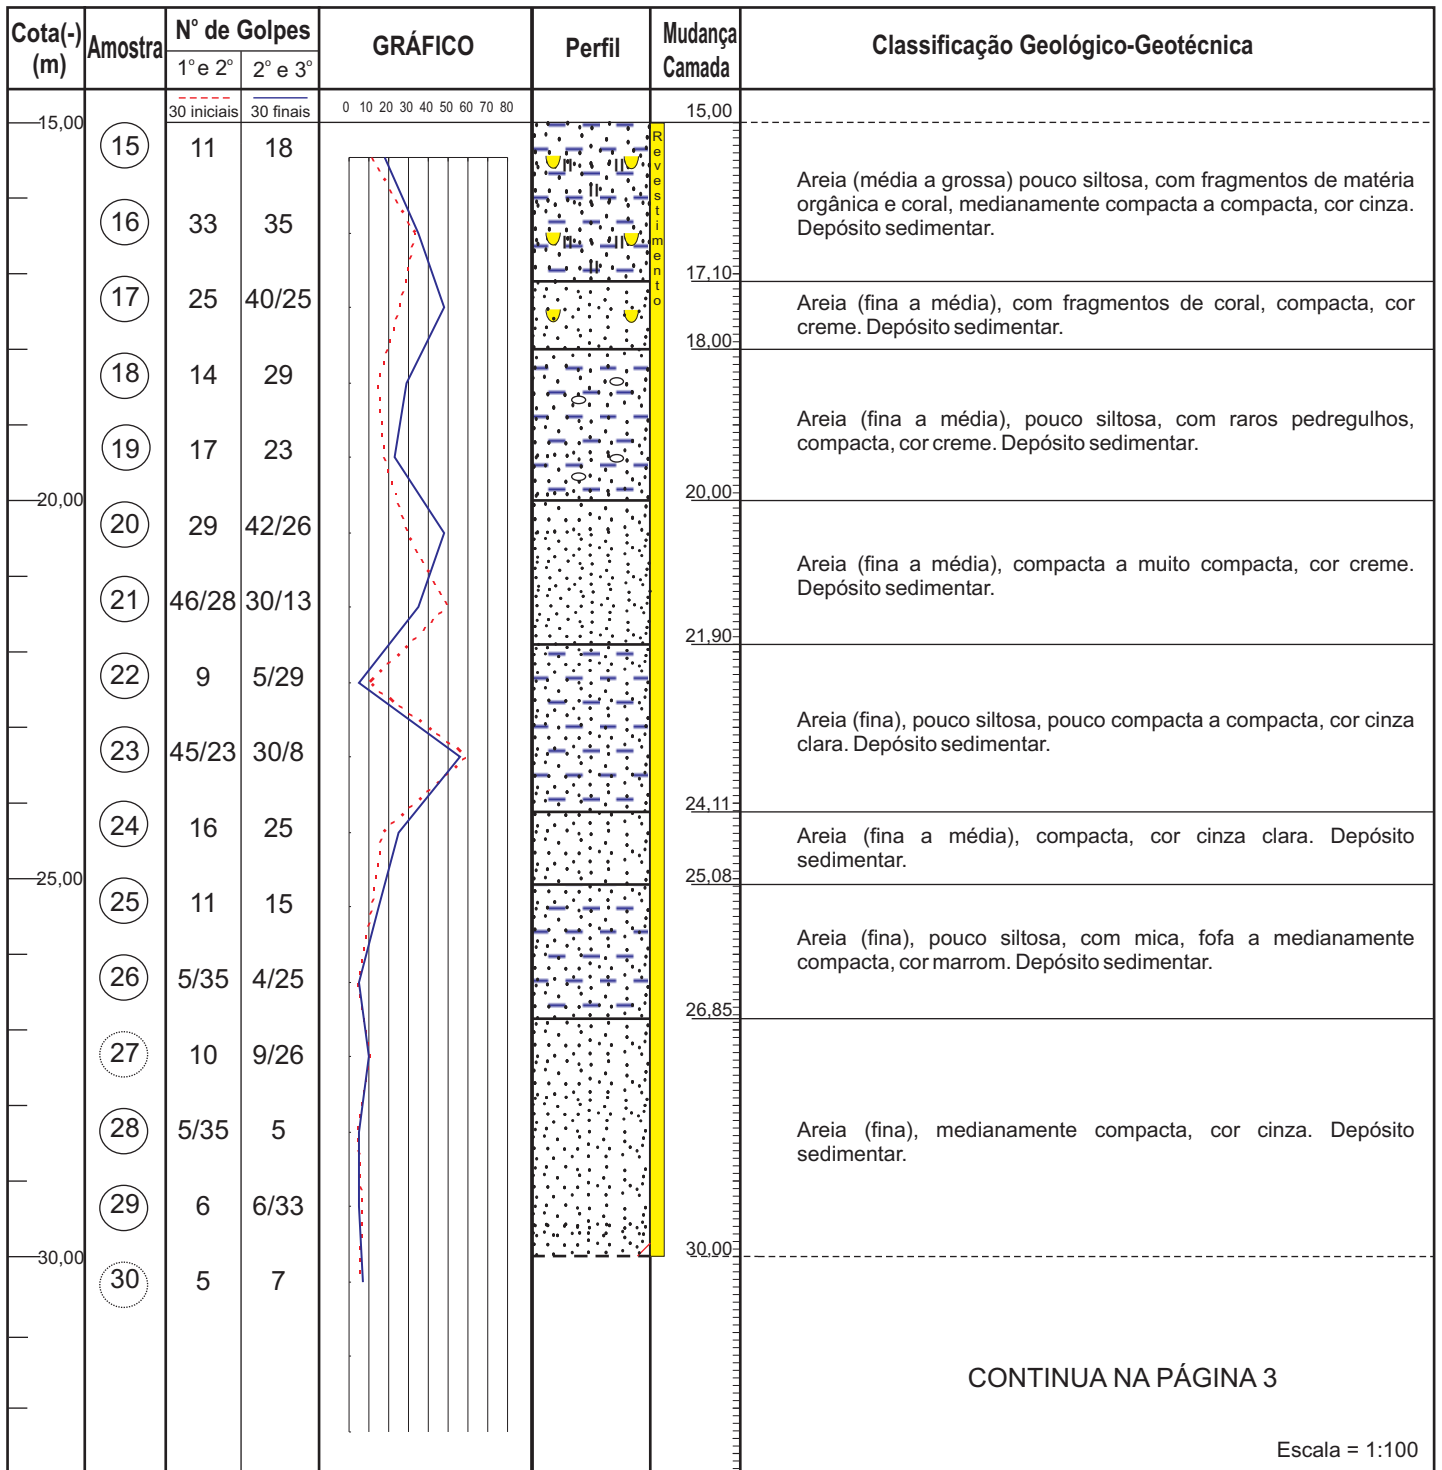 Cota(-) (m) Amostra N° de Golpes GRÁFICO Perfil Mudança Camada Classificação Geológico-Geotécnica
1° e 2° 2° e 3°
30 iniciais 30 finais 0 10 20 30 40 50 60 70 80 15,00
15,00
15 11 18
Revestimento
Areia (média a grossa) pouco siltosa, com fragmentos de matéria
orgânica e coral, medianamente compacta a compacta, cor cinza.
Depósito sedimentar.
16 33 35
17,10
17 25 40/25
Areia (fina a média), com fragmentos de coral, compacta, cor
creme. Depósito sedimentar.
18,00
18 14 29
Areia (fina a média), pouco siltosa, com raros pedregulhos,
compacta, cor creme. Depósito sedimentar.
19 17 23
20,00 20,00
20 29 42/26
Areia (fina a média), compacta a muito compacta, cor creme.
Depósito sedimentar.
21 46/28 30/13
21,90
22 9 5/29
Areia (fina), pouco siltosa, pouco compacta a compacta, cor cinza
clara. Depósito sedimentar.
23 45/23 30/8
24,11
24 16 25
Areia (fina a média), compacta, cor cinza clara. Depósito
sedimentar.
25,00 25,08
25 11 15
Areia (fina), pouco siltosa, com mica, fofa a medianamente
compacta, cor marrom. Depósito sedimentar.
26 5/35 4/25
26,85
27 10 9/26
28 5/35 5
Areia (fina), medianamente compacta, cor cinza. Depósito
sedimentar.
29 6 6/33
30,00 30,00
30 5 7
CONTINUA NA PÁGINA 3
Escala = 1:100